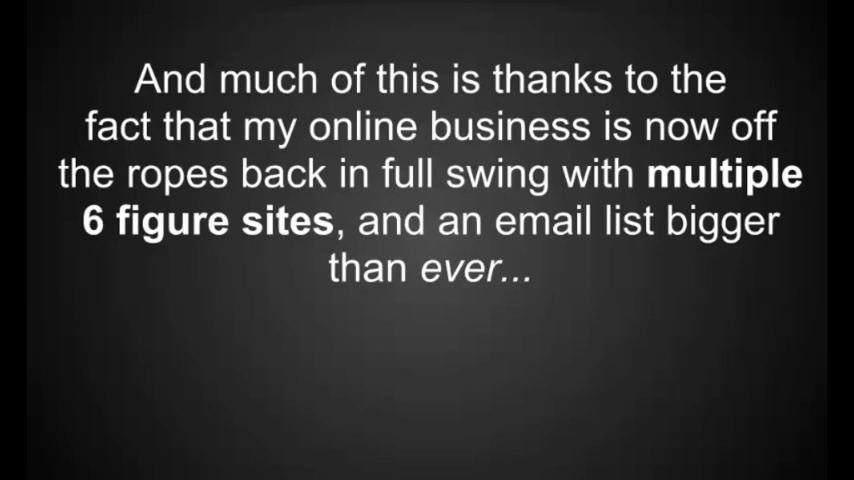 And much of this is thanks to the
fact that my online business is now off
the ropes back in full swing with multiple
6 figure sites, and an email list bigger
than ever...